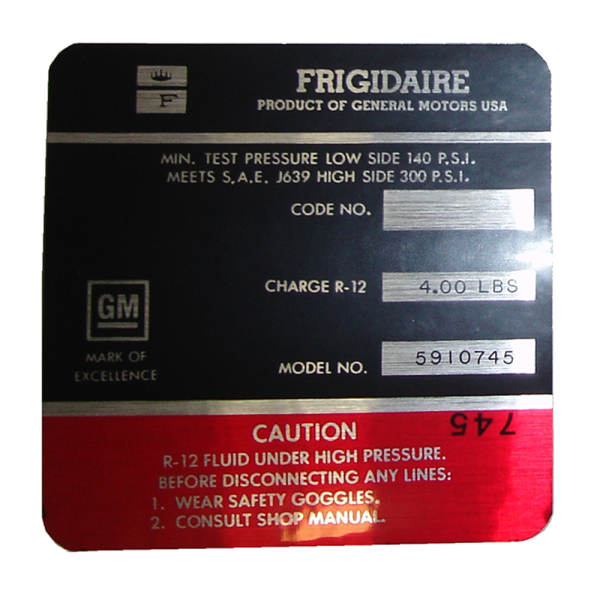 F
FRIGIDAIRE
PRODUCT OF GENERAL MOTORS USA
MIN. TEST PRESSURE LOW SIDE 140 P.S.I.
MEETS S.A.E. J639 HIGH SIDE 300 P.S.I.
CODE NO.
CHARGE R-12 4.00 LBS
GM
MARK OF
EXCELLENCE
MODEL NO. 5910745
745
CAUTION
R-12 FLUID UNDER HIGH PRESSURE.
BEFORE DISCONNECTING ANY LINES:
1. WEAR SAFETY GOGGLES.
2. CONSULT SHOP MANUAL.